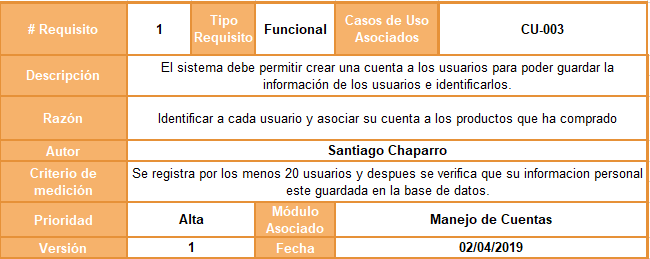 # Requisito 1 Tipo Requisito Funcional Casos de Uso Asociados CU-003
Descripción El sistema debe permitir crear una cuenta a los usuarios para poder guardar la
información de los usuarios e identificarlos.
Razón Identificar a cada usuario y asociar su cuenta a los productos que ha comprado
Autor Santiago Chaparro
Criterio de medición Se registra por los menos 20 usuarios y despues se verifica que su informacion personal
este guardada en la base de datos.
Prioridad Alta Módulo Asociado Manejo de Cuentas
Versión 1 Fecha 02/04/2019